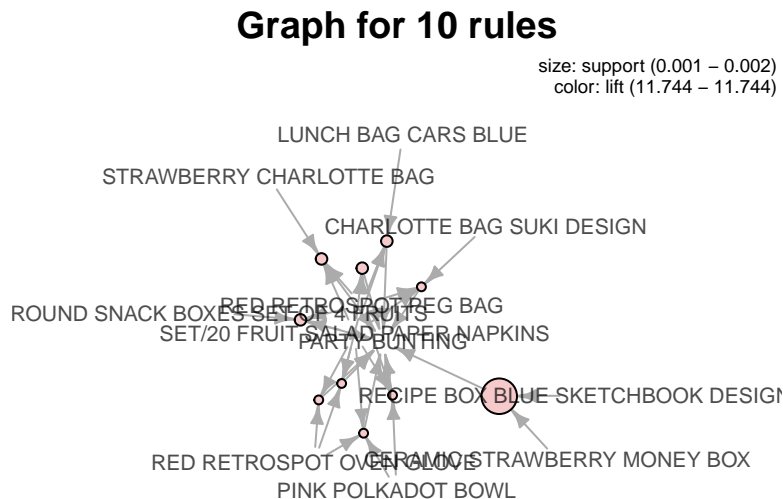 Graph for 10 rules
size: support (0.001 − 0.002)
color: lift (11.744 − 11.744)
LUNCH BAG CARS BLUE
STRAWBERRY CHARLOTTE BAG
CHARLOTTE BAG SUKI DESIGN
RED RETROSPOT PEG BAG
ROUND SNACK BOXES SET OF 4 FRUITS
SET/20 FRUIT SALAD PAPER NAPKINS
PARTY BUNTING
RECIPE BOX BLUE SKETCHBOOK DESIGN
RED RETROSPOT OVEN GLOVE
CERAMIC STRAWBERRY MONEY BOX
PINK POLKADOT BOWL